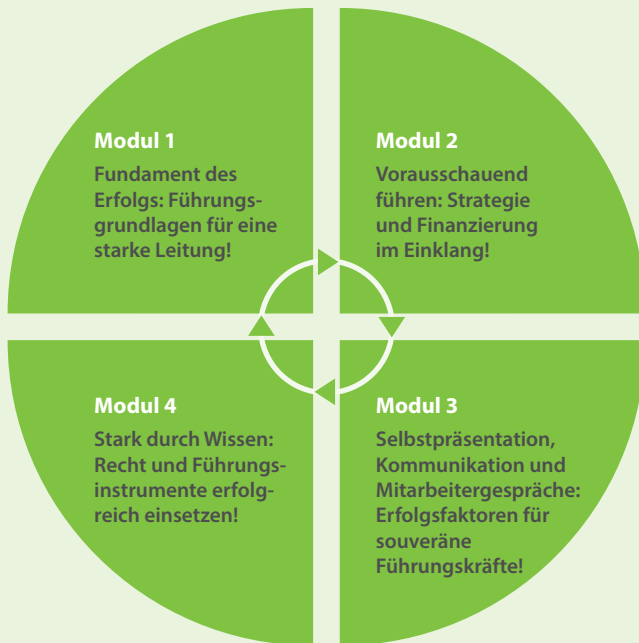 Modul 1
Fundament des
Erfolgs: Führungs-
grundlagen für eine
starke Leitung!
Modul 2
Vorausschauend
führen: Strategie
und Finanzierung
im Einklang!
Modul 4
Stark durch Wissen:
Recht und Führungs-
instrumente erfolg-
reich einsetzen!
Modul 3
Selbstpräsentation,
Kommunikation und
Mitarbeitergespräche:
Erfolgsfaktoren für
souveräne
Führungskräfte!